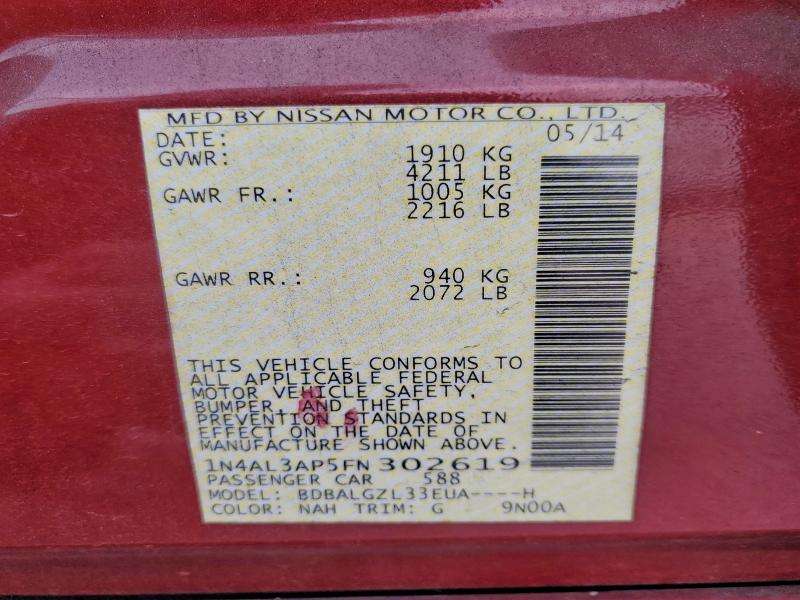 MFD BY NISSAN MOTOR CO., LTD.
DATE: 05/14
GVWR: 1910 KG
4211 LB
GAWR FR.: 1005 KG
2216 LB
GAWR RR.: 940 KG
2072 LB
THIS VEHICLE CONFORMS TO
ALL APPLICABLE FEDERAL
MOTOR VEHICLE SAFETY,
BUMPER, AND THEFT
PREVENTION STANDARDS IN
EFFECT ON THE DATE OF
MANUFACTURE SHOWN ABOVE.
1N4AL3AP5FN302619
PASSENGER CAR 588
MODEL: BDBALGZL33EUA----H
COLOR: NAH TRIM: G 9N00A